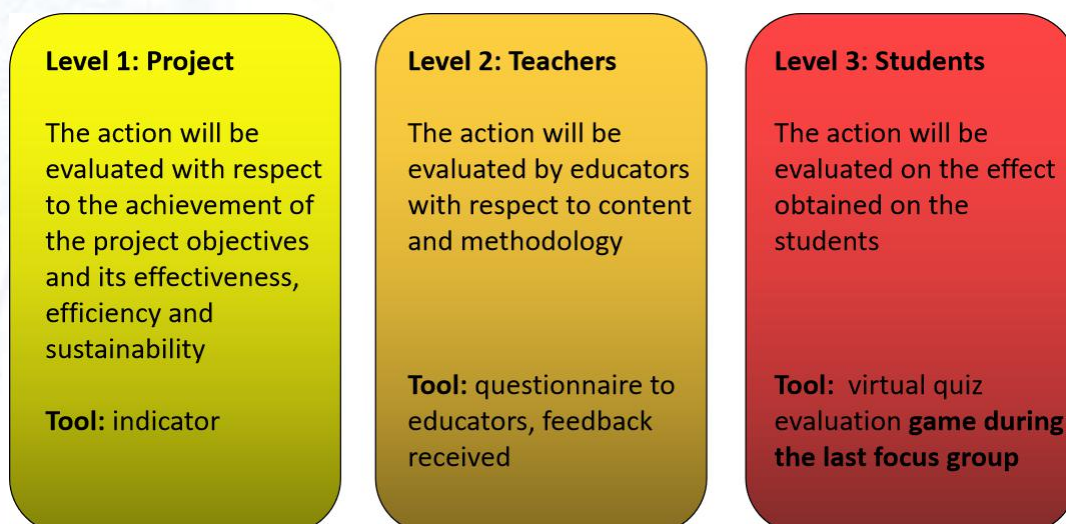 Level 1: Project
The action will be
evaluated with respect
to the achievement of
the project objectives
and its effectiveness,
efficiency and
sustainability
Tool: indicator
Level 2: Teachers
The action will be
evaluated by educators
with respect to content
and methodology
Tool: questionnaire to
educators, feedback
received
Level 3: Students
The action will be
evaluated on the effect
obtained on the
students
Tool:  virtual quiz
evaluation game during
the last focus group